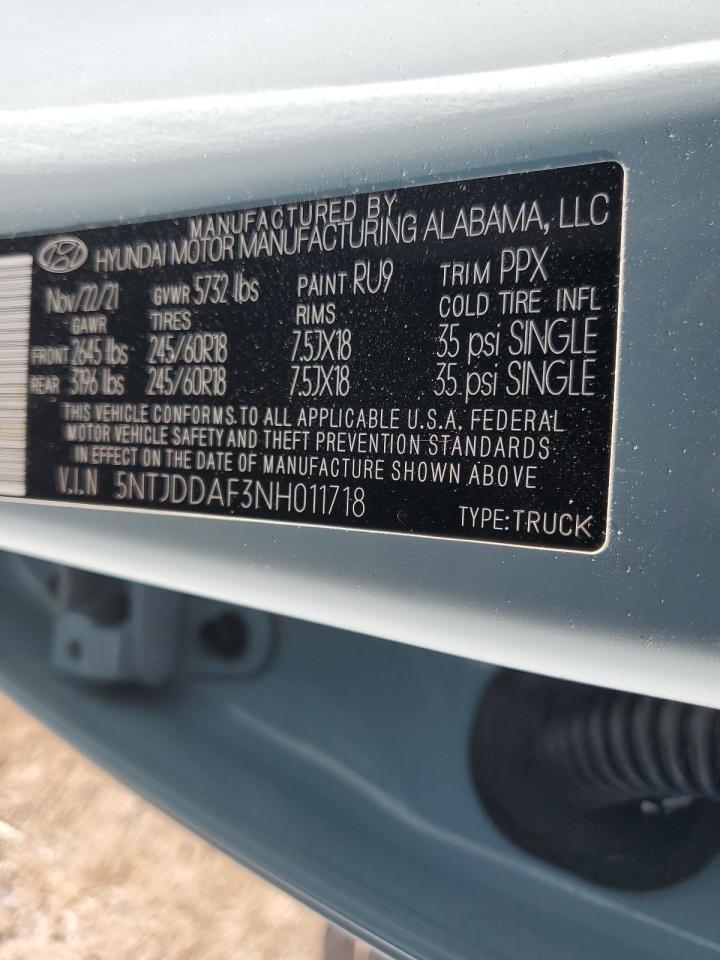 MANUFACTURED BY
HYUNDAI MOTOR MANUFACTURING ALABAMA, LLC
Nov/22/21 GVWR 5732 lbs PAINT RU9 TRIM PPX
GAWR TIRES RIMS COLD TIRE INFL
FRONT 2645 lbs 245/60R18 7.5JX18 35 psi SINGLE
REAR 3196 lbs 245/60R18 7.5JX18 35 psi SINGLE
THIS VEHICLE CONFORMS TO ALL APPLICABLE U.S.A. FEDERAL
MOTOR VEHICLE SAFETY AND THEFT PREVENTION STANDARDS
IN EFFECT ON THE DATE OF MANUFACTURE SHOWN ABOVE
V.I.N 5NTJDDAF3NH011718 TYPE: TRUCK